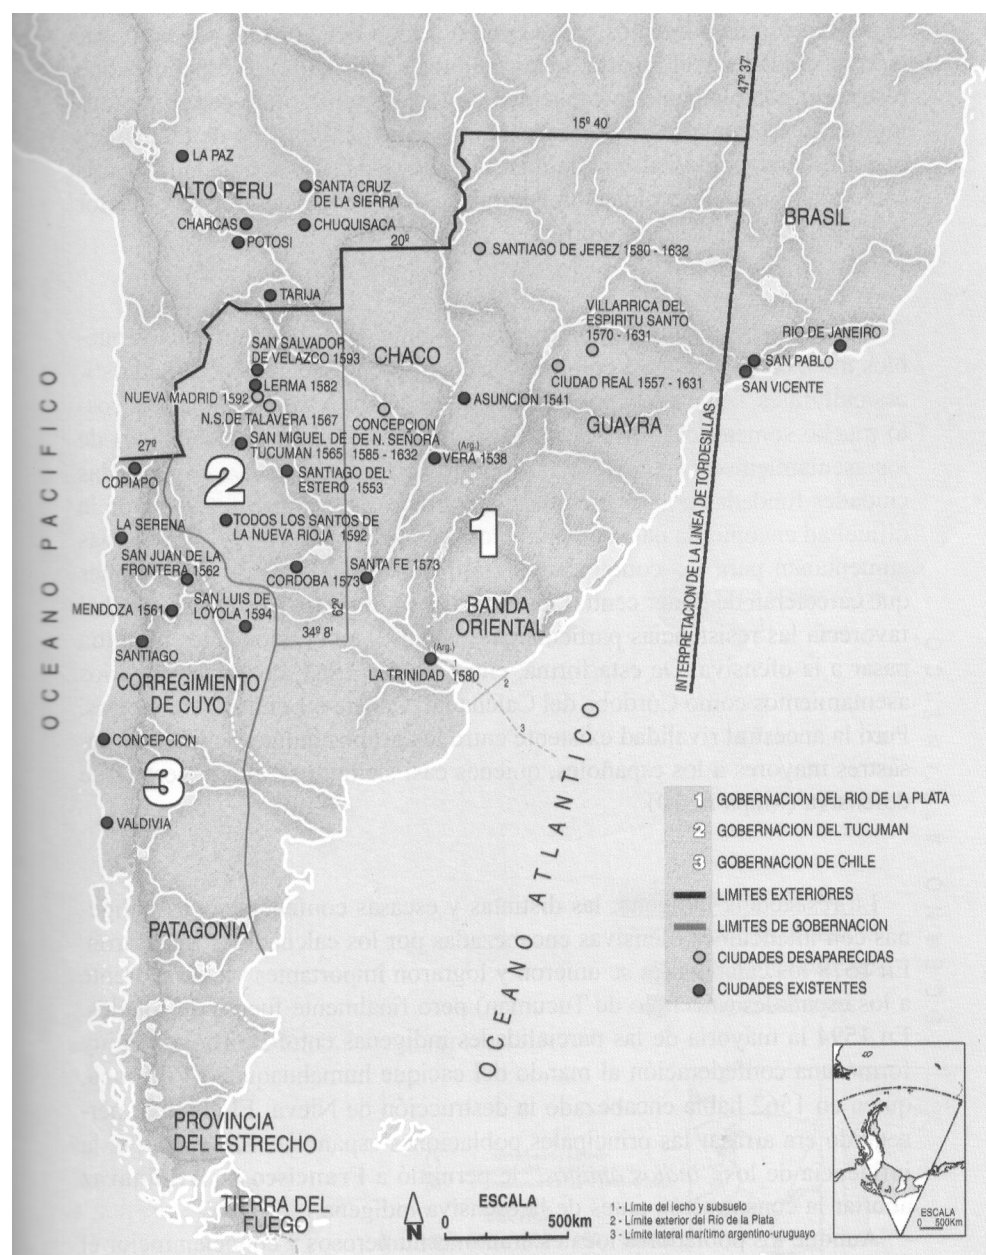 47º 37'
15º 40'
LA PAZ
ALTO PERU
SANTA CRUZ
DE LA SIERRA
BRASIL
CHARCAS
CHUQUISACA
POTOSI
20º
SANTIAGO DE JEREZ 1580 - 1632
TARIJA
VILLARRICA DEL
ESPIRITU SANTO
1570 - 1631
RIO DE JANEIRO
SAN SALVADOR
DE VELAZCO 1593
CHACO
SAN PABLO
LERMA 1582
CIUDAD REAL 1557 - 1631
SAN VICENTE
NUEVA MADRID 1592
ASUNCION 1541
N.S.DE TALAVERA 1567
CONCEPCION
DE N. SEÑORA
1585 - 1632
GUAYRA
27º
SAN MIGUEL DE
TUCUMAN 1565
(Arg.)
VERA 1538
COPIAPO
2
SANTIAGO DEL
ESTERO 1553
OCEANO PACIFICO
INTERPRETACION DE LA LINEA DE TORDESILLAS
LA SERENA
TODOS LOS SANTOS DE
LA NUEVA RIOJA 1592
1
SAN JUAN DE LA
FRONTERA 1562
CORDOBA 1573
SANTA FE 1573
MENDOZA 1561
SAN LUIS DE
LOYOLA 1594
62º
BANDA
ORIENTAL
34º 8'
SANTIAGO
(Arg.)
LA TRINIDAD 1580
1
2
3
CORREGIMIENTO
DE CUYO
CONCEPCION
3
VALDIVIA
OCEANO ATLANTICO
PATAGONIA
1 GOBERNACION DEL RIO DE LA PLATA
2 GOBERNACION DEL TUCUMAN
3 GOBERNACION DE CHILE
LIMITES EXTERIORES
LIMITES DE GOBERNACION
CIUDADES DESAPARECIDAS
CIUDADES EXISTENTES
PROVINCIA
DEL ESTRECHO
TIERRA DEL
FUEGO
N
ESCALA
0 500km
1 - Límite del lecho y subsuelo
2 - Límite exterior del Río de la Plata
3 - Límite lateral marítimo argentino-uruguayo
ESCALA
0 500Km